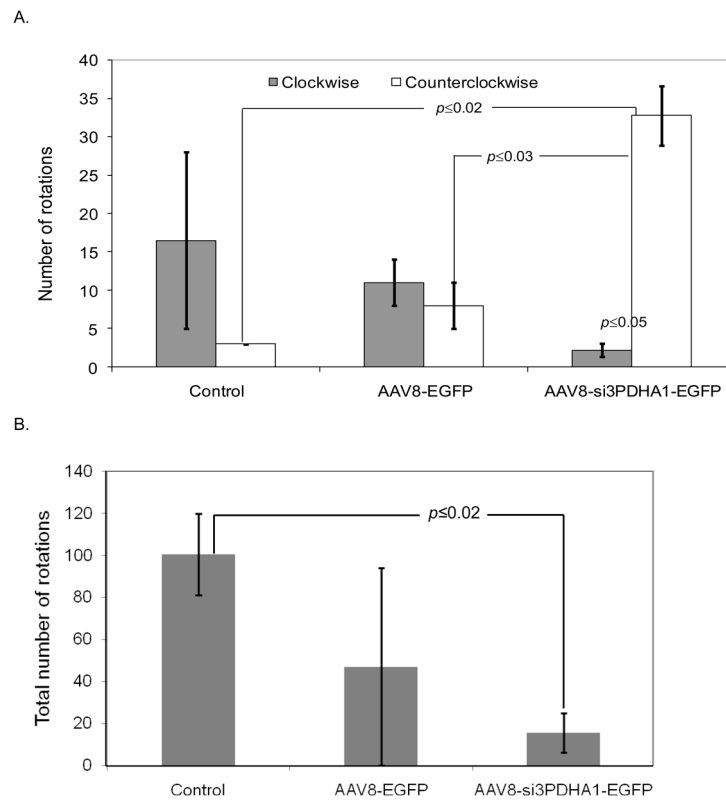 A.
40
35
30
25
20
15
10
5
0
Number of rotations
Clockwise Counterclockwise
p≤0.02
p≤0.03
p≤0.05
Control AAV8-EGFP AAV8-si3PDHA1-EGFP
B.
140
120
100
80
60
40
20
0
Total number of rotations
p≤0.02
Control AAV8-EGFP AAV8-si3PDHA1-EGFP